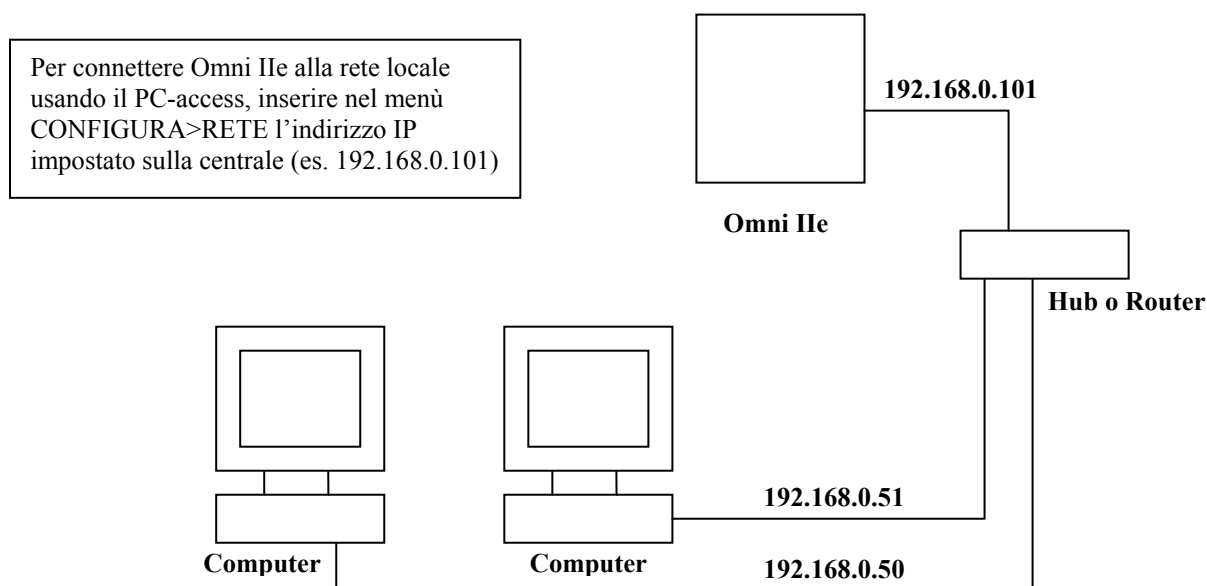 Per connettere Omni IIe alla rete locale
usando il PC-access, inserire nel menù
CONFIGURA>RETE l’indirizzo IP
impostato sulla centrale (es. 192.168.0.101)
192.168.0.101
Omni IIe
Hub o Router
192.168.0.51
Computer
Computer
192.168.0.50